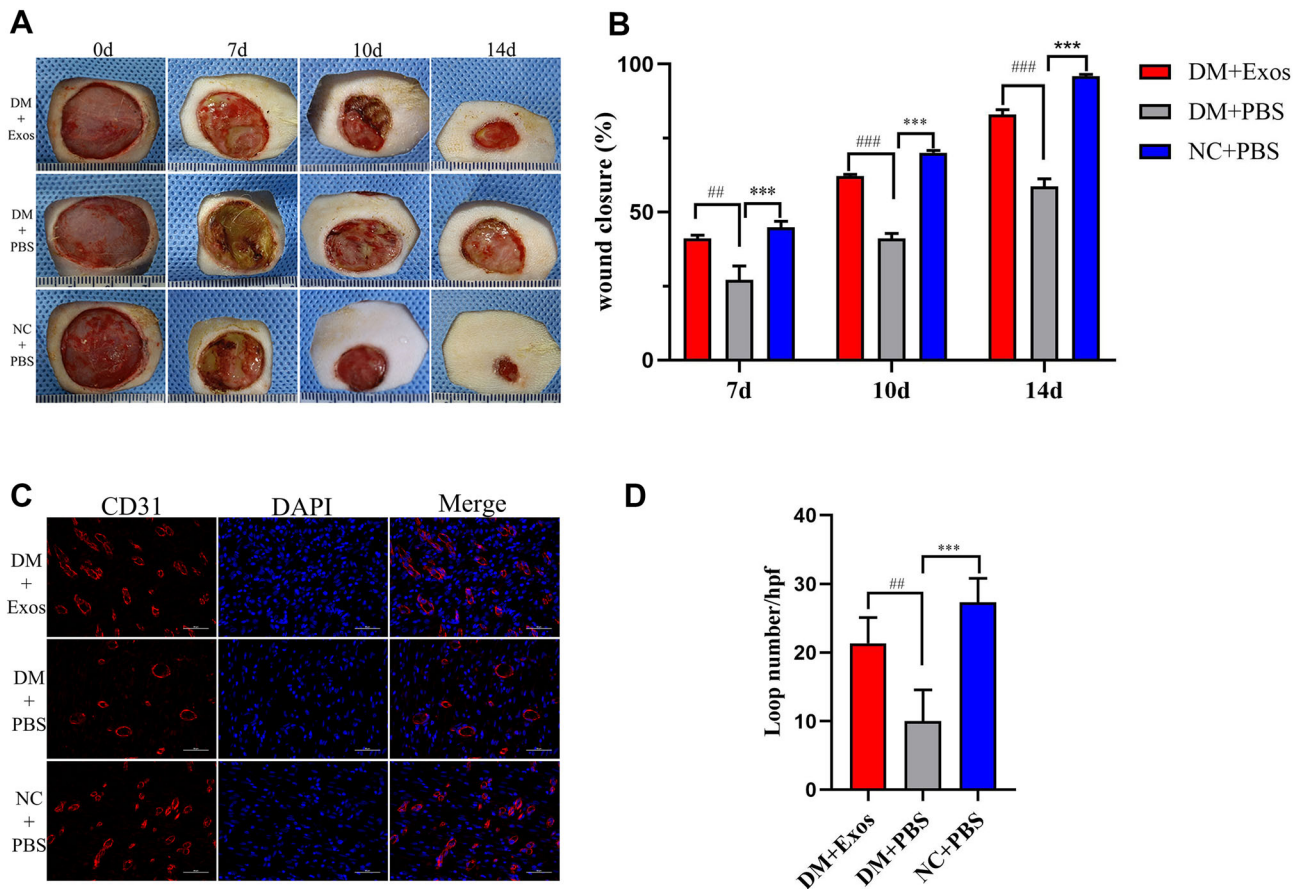 A
0d 7d 10d 14d
DM
+
Exos
DM
+
PBS
NC
+
PBS
B
wound closure (%)
100
50
0
## ***
### ***
### ***
7d 10d 14d
DM+Exos
DM+PBS
NC+PBS
C
CD31 DAPI Merge
DM
+
Exos
DM
+
PBS
NC
+
PBS
D
Loop number/hpf
40
30
20
10
0
## ***
DM+Exos
DM+PBS
NC+PBS